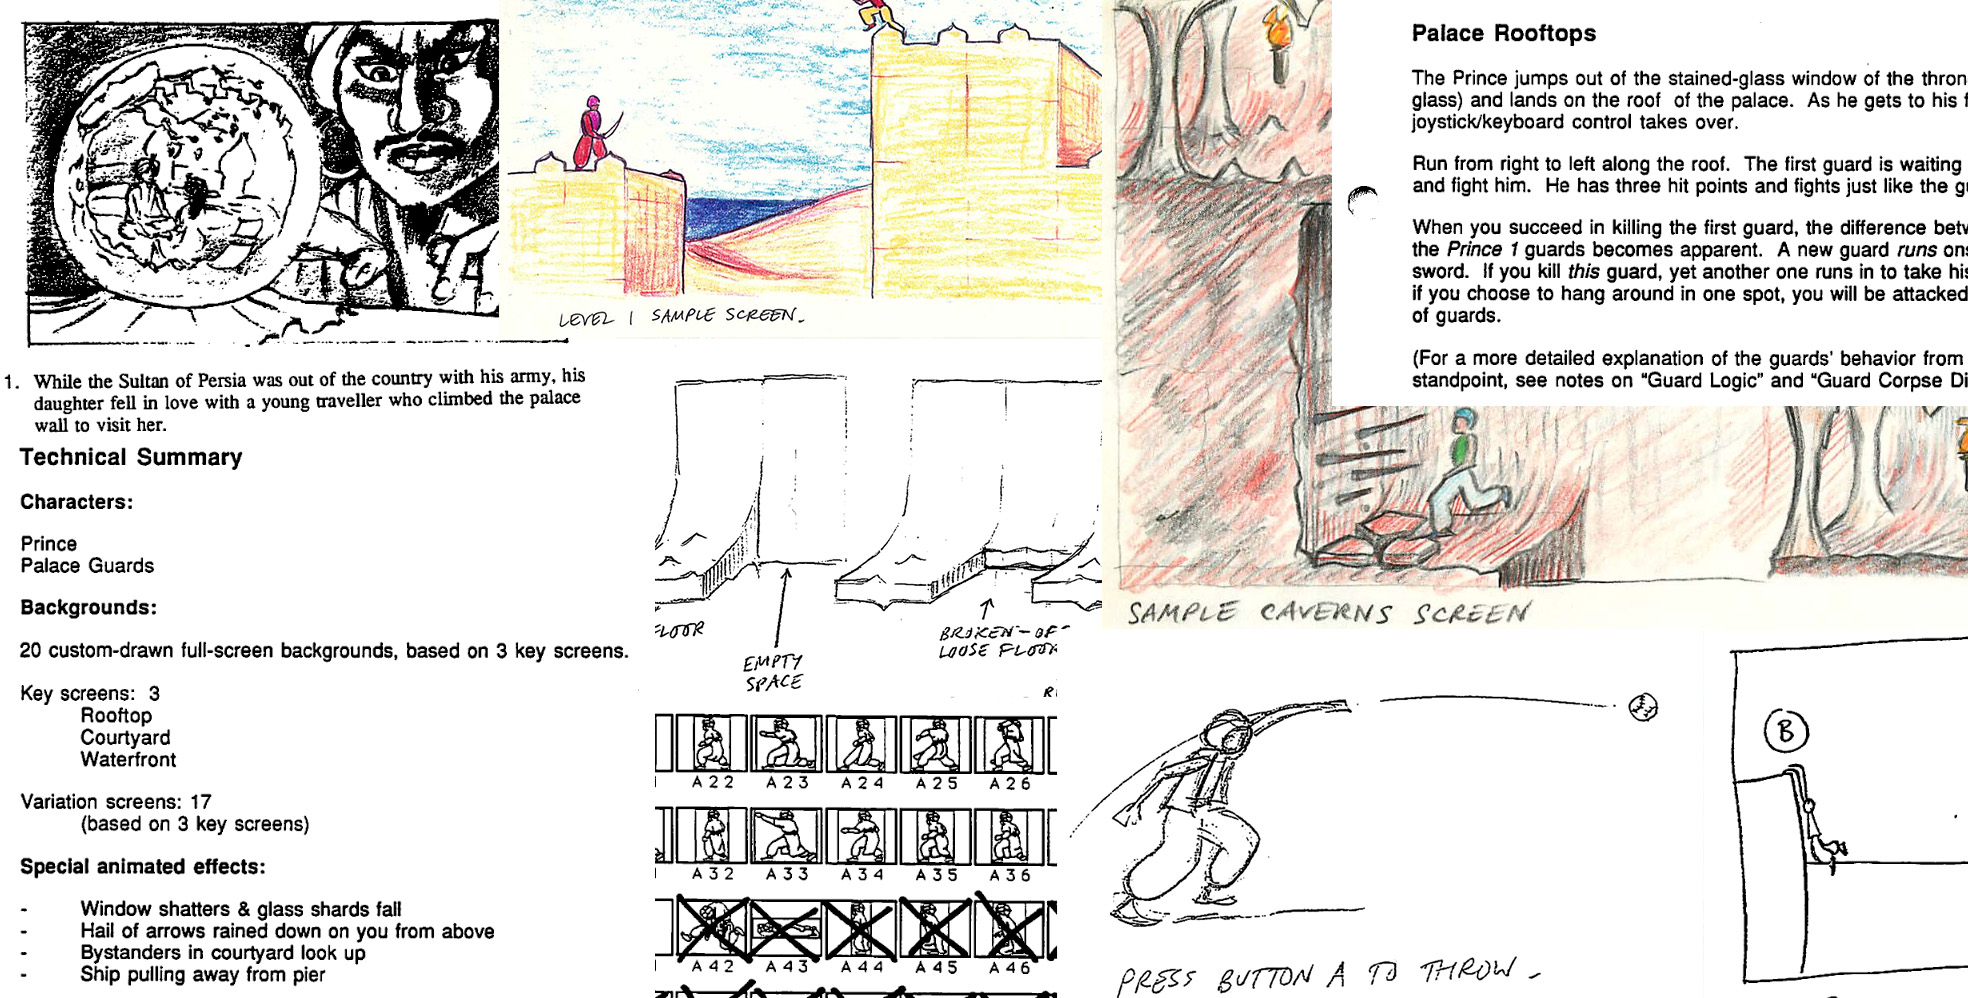 LEVEL 1 SAMPLE SCREEN.
1. While the Sultan of Persia was out of the country with his army, his
daughter fell in love with a young traveller who climbed the palace
wall to visit her.
Technical Summary
Characters:
Prince
Palace Guards
Backgrounds:
20 custom-drawn full-screen backgrounds, based on 3 key screens.
Key screens: 3
Rooftop
Courtyard
Waterfront
Variation screens: 17
(based on 3 key screens)
Special animated effects:
- Window shatters & glass shards fall
- Hail of arrows rained down on you from above
- Bystanders in courtyard look up
- Ship pulling away from pier
FLOOR
EMPTY
SPACE
BROKEN-OF
LOOSE FLOOR
R
A22 A23 A24 A25 A26
A32 A33 A34 A35 A36
A42 A43 A44 A45 A46
Palace Rooftops
The Prince jumps out of the stained-glass window of the thron
glass) and lands on the roof of the palace. As he gets to his f
joystick/keyboard control takes over.
Run from right to left along the roof. The first guard is waiting
and fight him. He has three hit points and fights just like the g
When you succeed in killing the first guard, the difference betw
the Prince 1 guards becomes apparent. A new guard runs ons
sword. If you kill this guard, yet another one runs in to take his
if you choose to hang around in one spot, you will be attacked
of guards.
(For a more detailed explanation of the guards' behavior from
standpoint, see notes on "Guard Logic" and "Guard Corpse Di
SAMPLE CAVERNS SCREEN
PRESS BUTTON A TO THROW-
B